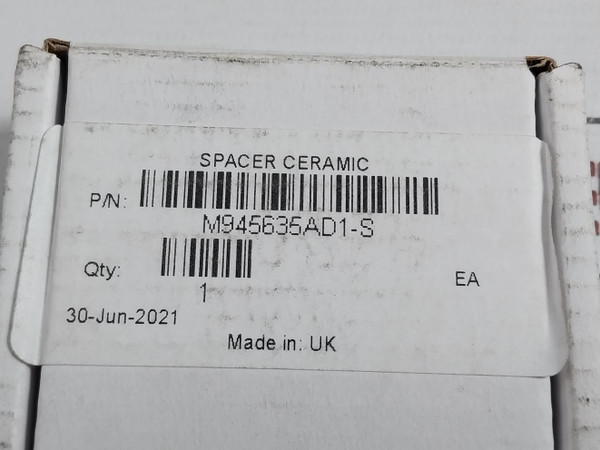 SPACER CERAMIC
P/N:
M945635AD1-S
Qty:
1
EA
30-Jun-2021
Made in: UK